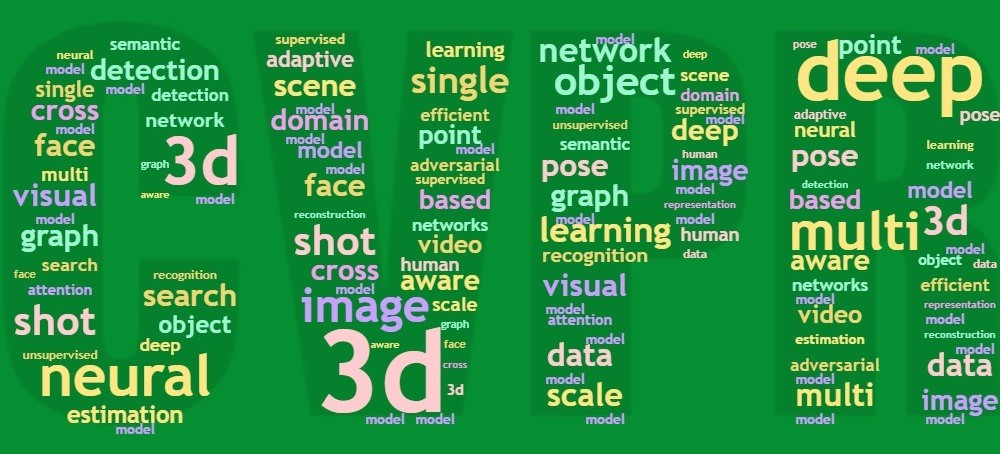 C V P R
semantic
neural
model
detection
single
model
detection
cross
model
network
face
graph
3d
multi
aware
model
visual
model
graph
search
face
recognition
attention
search
shot
object
deep
unsupervised
neural
estimation
model
supervised
adaptive
learning
scene
single
model
domain
efficient
model
point
model
model
adversarial
face
supervised
based
reconstruction
networks
shot
video
cross
human
aware
model
image
scale
graph
3d
aware
face
cross
3d
model
model
network
model
deep
object
scene
domain
model
supervised
unsupervised
model
deep
semantic
human
pose
image
model
graph
representation
model
model
learning
human
recognition
data
visual
model
attention
model
data
model
scale
model
pose
point
model
deep
adaptive
pose
neural
learning
pose
network
detection
model
based
3d
multi
model
aware
object
data
networks
efficient
model
representation
video
model
estimation
reconstruction
model
adversarial
data
multi
image
model
model